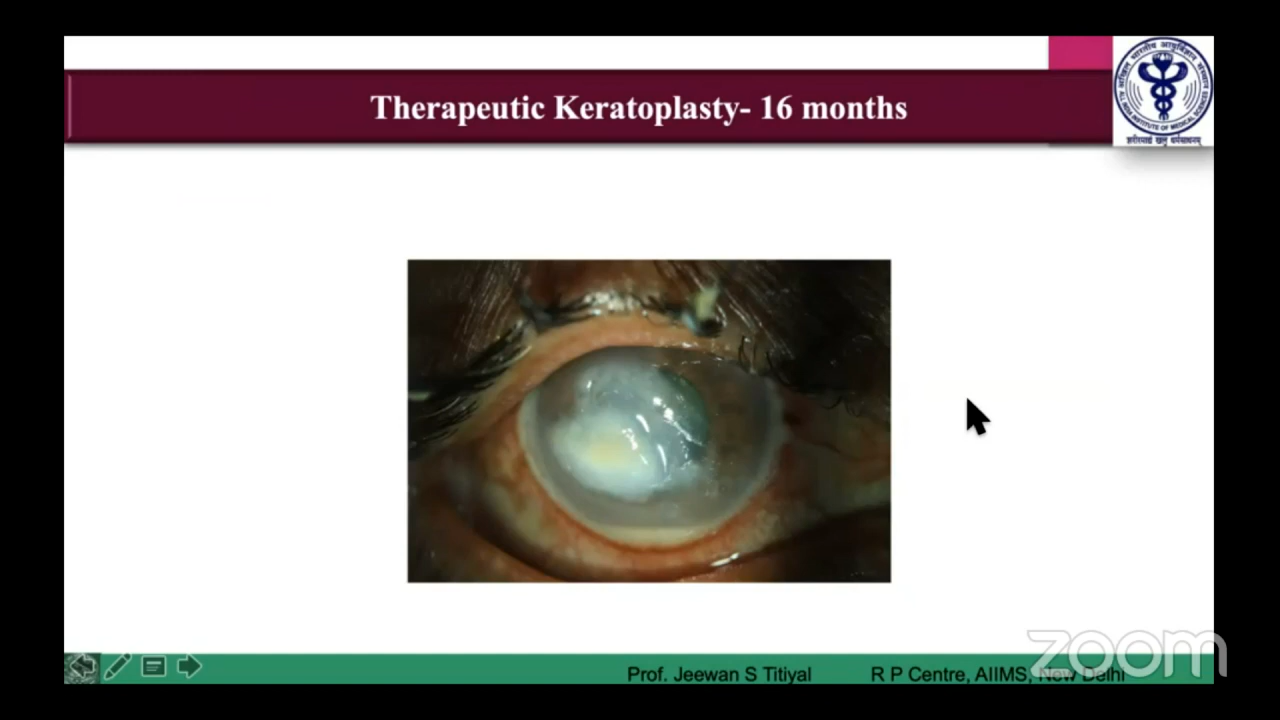 Therapeutic Keratoplasty- 16 months
Prof. Jeewan S Titiyal
R P Centre, AIIMS, New Delhi
zoom